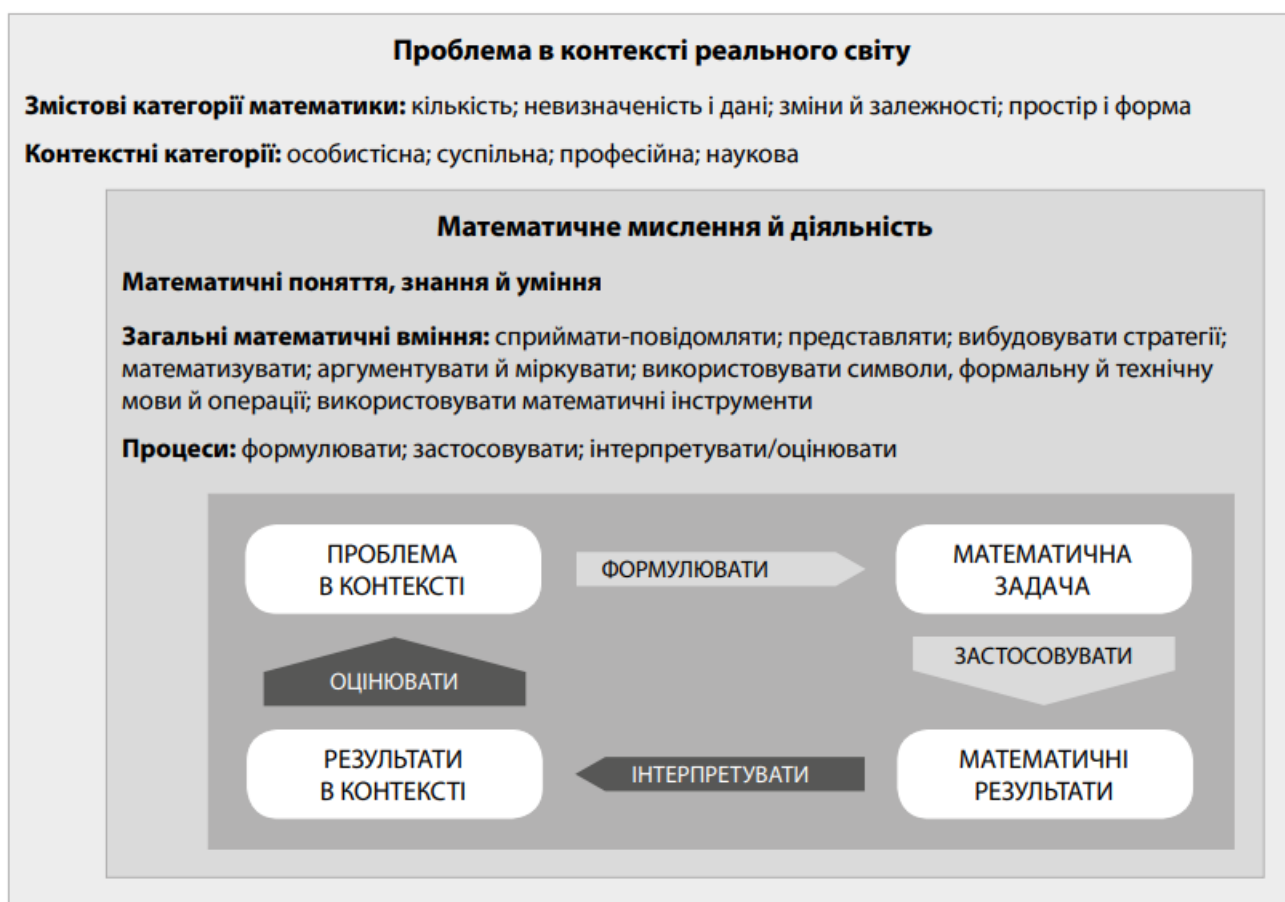 Проблема в контексті реального світу
Змістові категорії математики: кількість; невизначеність і дані; зміни й залежності; простір і форма
Контекстні категорії: особистісна; суспільна; професійна; наукова
Математичне мислення й діяльність
Математичні поняття, знання й уміння
Загальні математичні вміння: сприймати-повідомляти; представляти; вибудовувати стратегії;
математизувати; аргументувати й міркувати; використовувати символи, формальну й технічну
мови й операції; використовувати математичні інструменти
Процеси: формулювати; застосовувати; інтерпретувати/оцінювати
ПРОБЛЕМА
В КОНТЕКСТІ
ФОРМУЛЮВАТИ
МАТЕМАТИЧНА
ЗАДАЧА
ЗАСТОСОВУВАТИ
ОЦІНЮВАТИ
РЕЗУЛЬТАТИ
В КОНТЕКСТІ
ІНТЕРПРЕТУВАТИ
МАТЕМАТИЧНІ
РЕЗУЛЬТАТИ